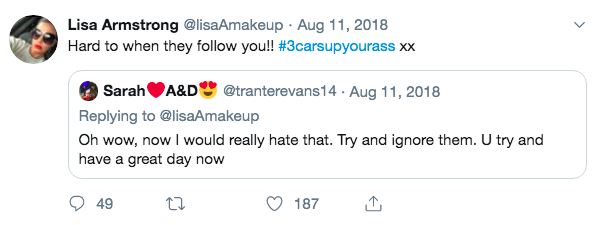 Lisa Armstrong @lisaAmakeup · Aug 11, 2018
Hard to when they follow you!! #3carsupyourass xx
Sarah❤️A&D😍 @tranterevans14 · Aug 11, 2018
Replying to @lisaAmakeup
Oh wow, now I would really hate that. Try and ignore them. U try and
have a great day now
49 187